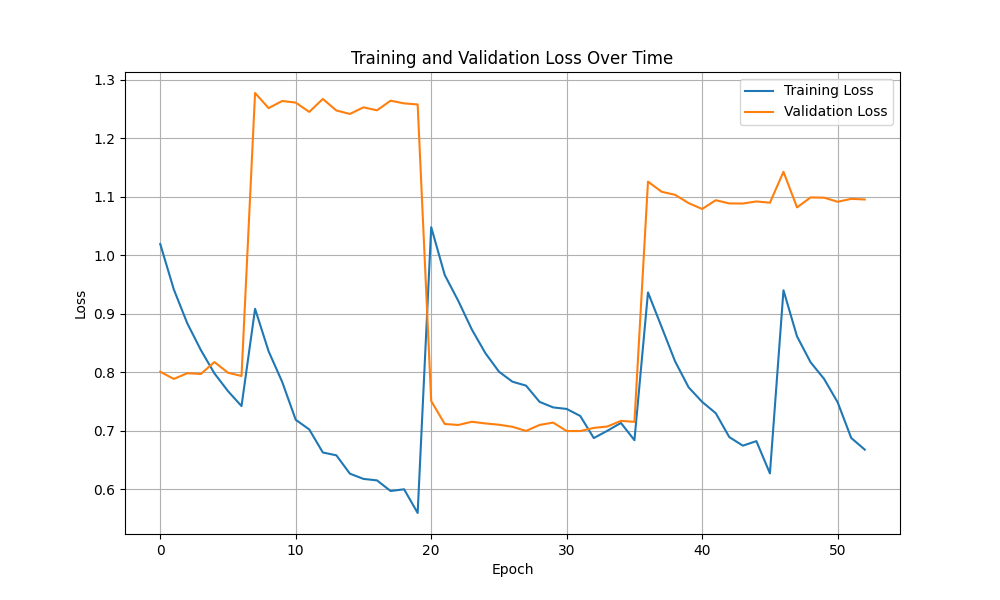 Training and Validation Loss Over Time
Training Loss
Validation Loss
1.3
1.2
1.1
1.0
0.9
0.8
0.7
0.6
Loss
0 10 20 30 40 50
Epoch